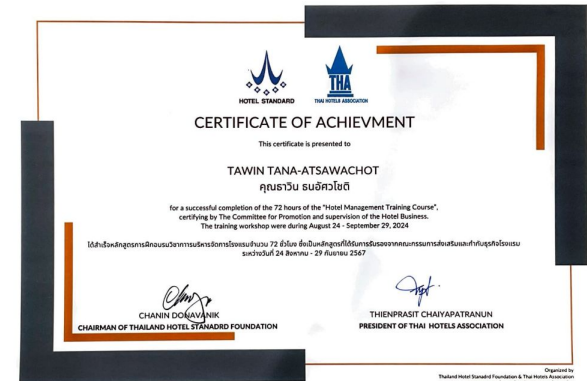 HOTEL STANDARD
THA
THAI HOTELS ASSOCIATION
CERTIFICATE OF ACHIEVMENT
This certificate is presented to
TAWIN TANA-ATSAWACHOT
คุณธาวิน ธนอัศวโชติ
for a successful completion of the 72 hours of the "Hotel Management Training Course",
certifying by The Committee for Promotion and supervision of the Hotel Business.
The training workshop were during August 24 - September 29, 2024
ได้สำเร็จหลักสูตรการฝึกอบรมวิชาการบริหารจัดการโรงแรมจำนวน 72 ชั่วโมง ซึ่งเป็นหลักสูตรที่ได้รับการรับรองจากคณะกรรมการส่งเสริมและกำกับธุรกิจโรงแรม
ระหว่างวันที่ 24 สิงหาคม - 29 กันยายน 2567
CHANIN DONAVANIK
CHAIRMAN OF THAILAND HOTEL STANADRD FOUNDATION
THIENPRASIT CHAIYAPATRANUN
PRESIDENT OF THAI HOTELS ASSOCIATION
Organized by
Thailand Hotel Stanadrd Foundation & Thai Hotels Association